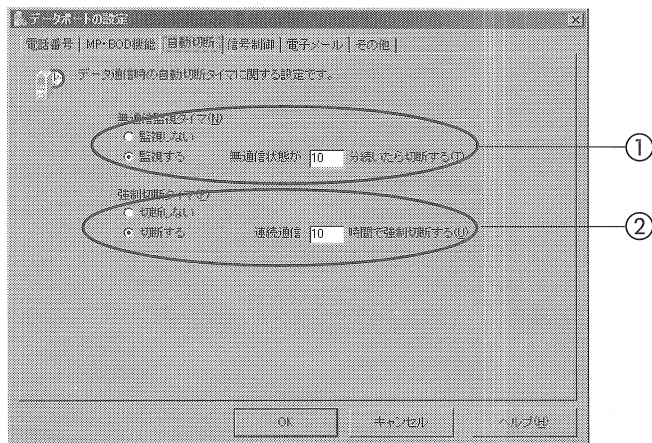 データポートの設定
電話番号 MP・BOD機能 自動切断 信号制御 電子メール その他
データ通信時の自動切断タイマに関する設定です。
無通信監視タイマ(N)
監視しない
監視する 無通信状態が 10 分続いたら切断する(T)
①
強制切断タイマ
切断しない
切断する 連続通信 10 時間で強制切断する(U)
②
OK キャンセル ヘルプ(H)